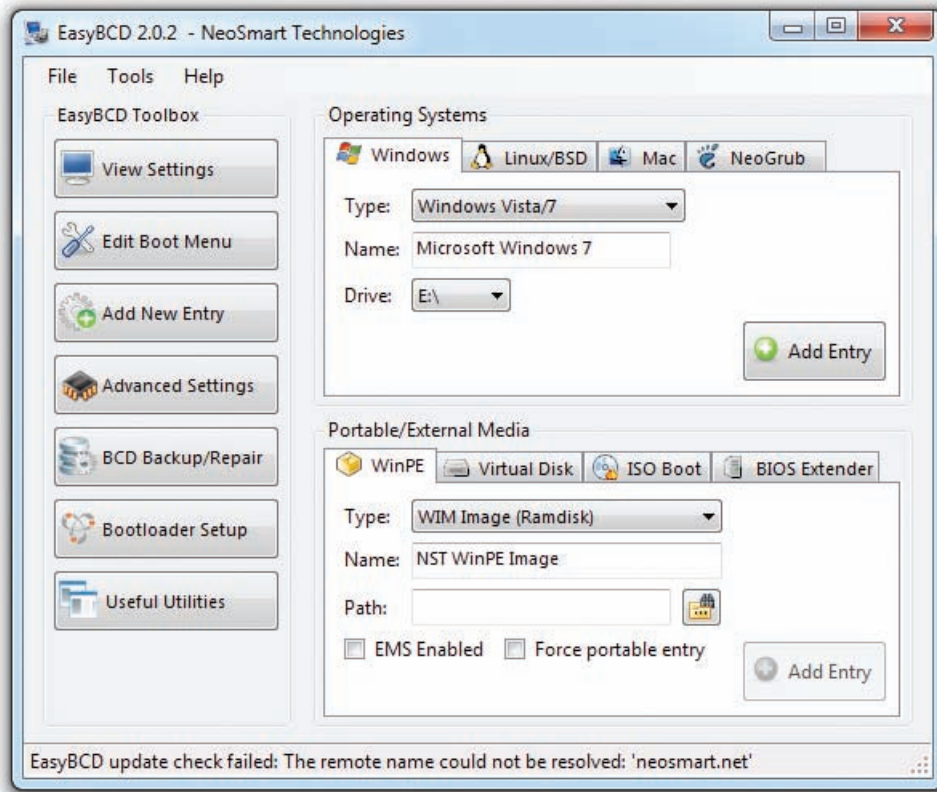 EasyBCD 2.0.2 - NeoSmart Technologies
File Tools Help
EasyBCD Toolbox
View Settings
Edit Boot Menu
Add New Entry
Advanced Settings
BCD Backup/Repair
Bootloader Setup
Useful Utilities
Operating Systems
Windows Linux/BSD Mac NeoGrub
Type: Windows Vista/7
Name: Microsoft Windows 7
Drive: E:\
Add Entry
Portable/External Media
WinPE Virtual Disk ISO Boot BIOS Extender
Type: WIM Image (Ramdisk)
Name: NST WinPE Image
Path:
EMS Enabled Force portable entry
Add Entry
EasyBCD update check failed: The remote name could not be resolved: 'neosmart.net'